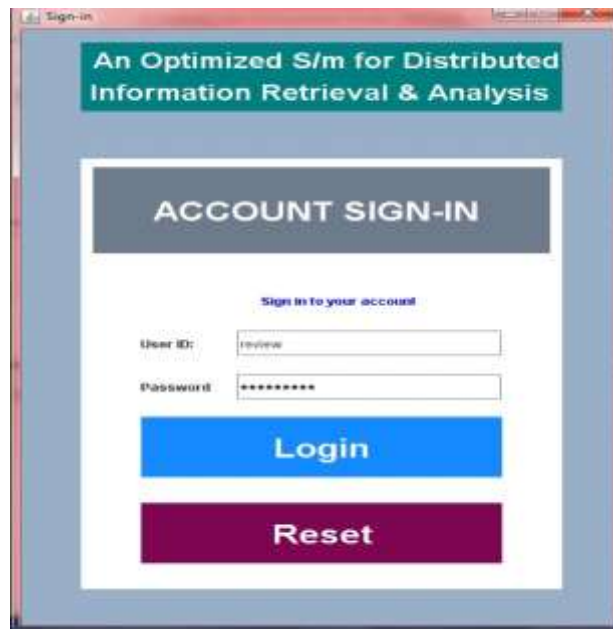 Sign-in
An Optimized S/m for Distributed
Information Retrieval & Analysis
ACCOUNT SIGN-IN
Sign in to your account
User ID: review
Password *********
Login
Reset